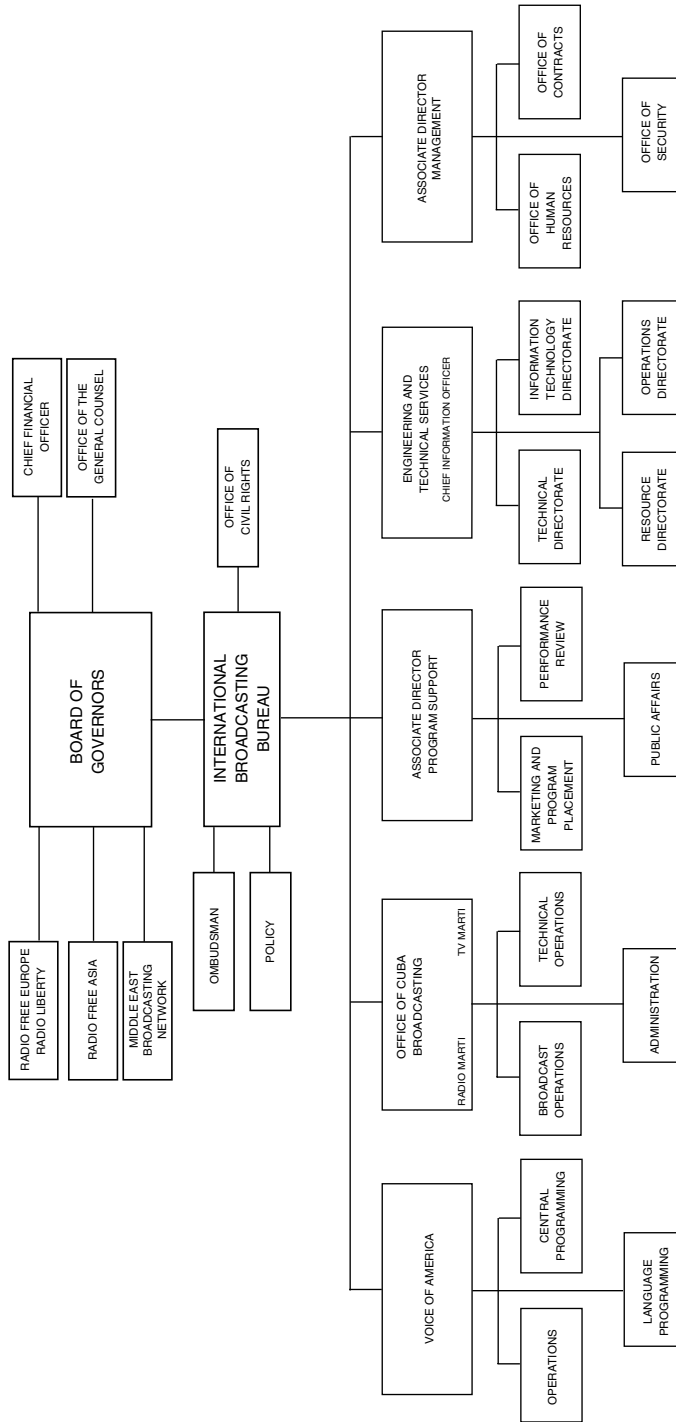 RADIO FREE EUROPE
RADIO LIBERTY
RADIO FREE ASIA
MIDDLE EAST
BROADCASTING
NETWORK
BOARD OF
GOVERNORS
CHIEF FINANCIAL
OFFICER
OFFICE OF THE
GENERAL COUNSEL
OMBUDSMAN
POLICY
INTERNATIONAL
BROADCASTING
BUREAU
OFFICE OF
CIVIL RIGHTS
VOICE OF AMERICA
OPERATIONS
CENTRAL
PROGRAMMING
LANGUAGE
PROGRAMMING
OFFICE OF CUBA
BROADCASTING
RADIO MARTI
TV MARTI
BROADCAST
OPERATIONS
TECHNICAL
OPERATIONS
ADMINISTRATION
ASSOCIATE DIRECTOR
PROGRAM SUPPORT
MARKETING AND
PROGRAM
PLACEMENT
PERFORMANCE
REVIEW
PUBLIC AFFAIRS
ENGINEERING AND
TECHNICAL SERVICES
CHIEF INFORMATION OFFICER
TECHNICAL
DIRECTORATE
INFORMATION
TECHNOLOGY
DIRECTORATE
RESOURCE
DIRECTORATE
OPERATIONS
DIRECTORATE
ASSOCIATE DIRECTOR
MANAGEMENT
OFFICE OF
HUMAN
RESOURCES
OFFICE OF
CONTRACTS
OFFICE OF
SECURITY